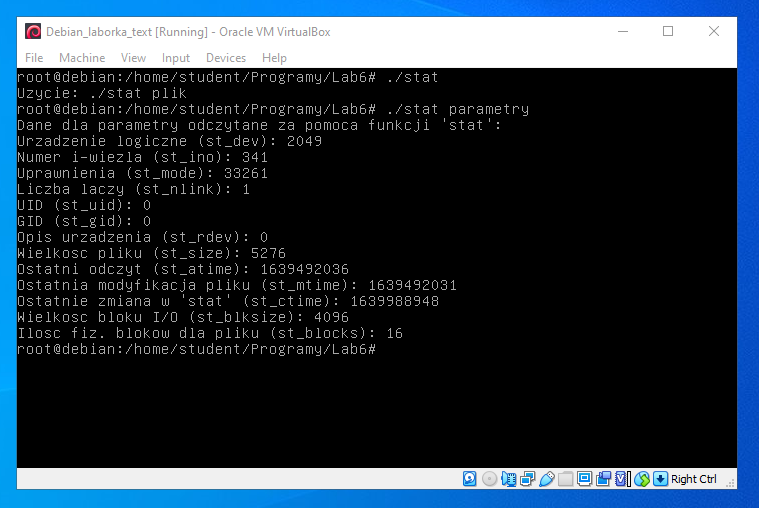 Debian_laborka_text [Running] - Oracle VM VirtualBox
File Machine View Input Devices Help
root@debian:/home/student/Programy/Lab6# ./stat
Uzycie: ./stat plik
root@debian:/home/student/Programy/Lab6# ./stat parametry
Dane dla parametry odczytane za pomoca funkcji 'stat':
Urzadzenie logiczne (st_dev): 2049
Numer i-wiezla (st_ino): 341
Uprawnienia (st_mode): 33261
Liczba laczy (st_nlink): 1
UID (st_uid): 0
GID (st_gid): 0
Opis urzadzenia (st_rdev): 0
Wielkosc pliku (st_size): 5276
Ostatni odczyt (st_atime): 1639492036
Ostatnia modyfikacja pliku (st_mtime): 1639492031
Ostatnie zmiana w 'stat' (st_ctime): 1639988948
Wielkosc bloku I/O (st_blksize): 4096
Ilosc fiz. blokow dla pliku (st_blocks): 16
root@debian:/home/student/Programy/Lab6#
Right Ctrl